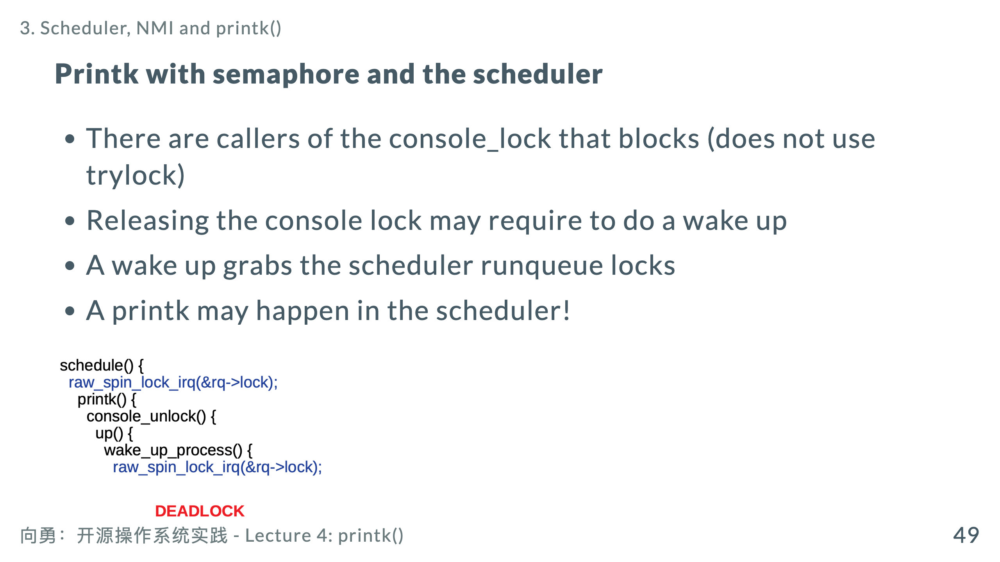 3. Scheduler, NMI and printk()
Printk with semaphore and the scheduler
• There are callers of the console_lock that blocks (does not use
trylock)
• Releasing the console lock may require to do a wake up
• A wake up grabs the scheduler runqueue locks
• A printk may happen in the scheduler!
schedule() {
raw_spin_lock_irq(&rq->lock);
printk() {
console_unlock() {
up() {
wake_up_process() {
raw_spin_lock_irq(&rq->lock);
DEADLOCK
向勇：开源操作系统实践 - Lecture 4: printk()
49